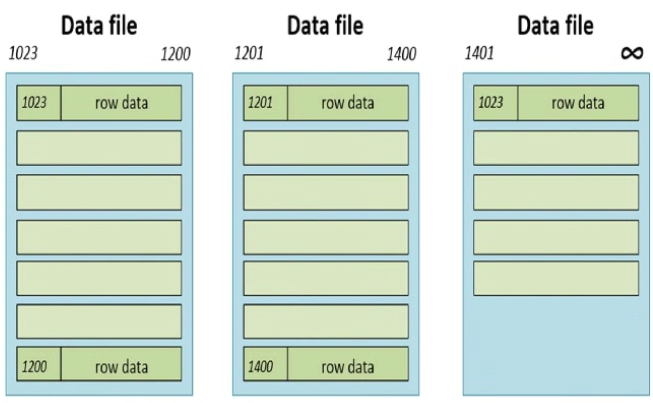 Data file
1023 1200
1023 row data
1200 row data
Data file
1201 1400
1201 row data
1400 row data
Data file
1401 ∞
1023 row data